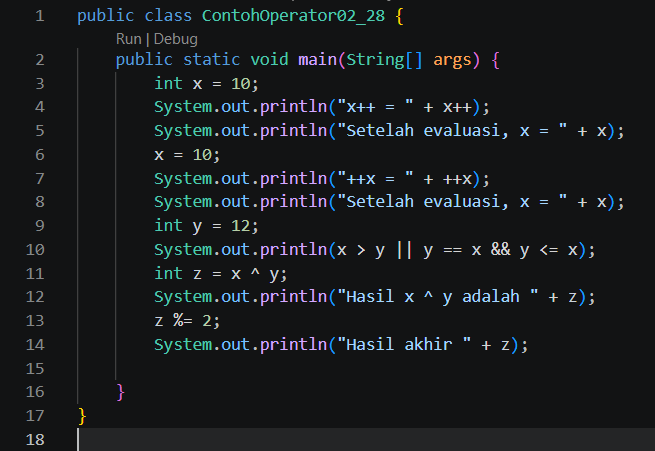 1 public class ContohOperator02_28 {
Run | Debug
2 public static void main(String[] args) {
3 int x = 10;
4 System.out.println("x++ = " + x++);
5 System.out.println("Setelah evaluasi, x = " + x);
6 x = 10;
7 System.out.println("++x = " + ++x);
8 System.out.println("Setelah evaluasi, x = " + x);
9 int y = 12;
10 System.out.println(x > y || y == x && y <= x);
11 int z = x ^ y;
12 System.out.println("Hasil x ^ y adalah " + z);
13 z %= 2;
14 System.out.println("Hasil akhir " + z);
15
16 }
17 }
18